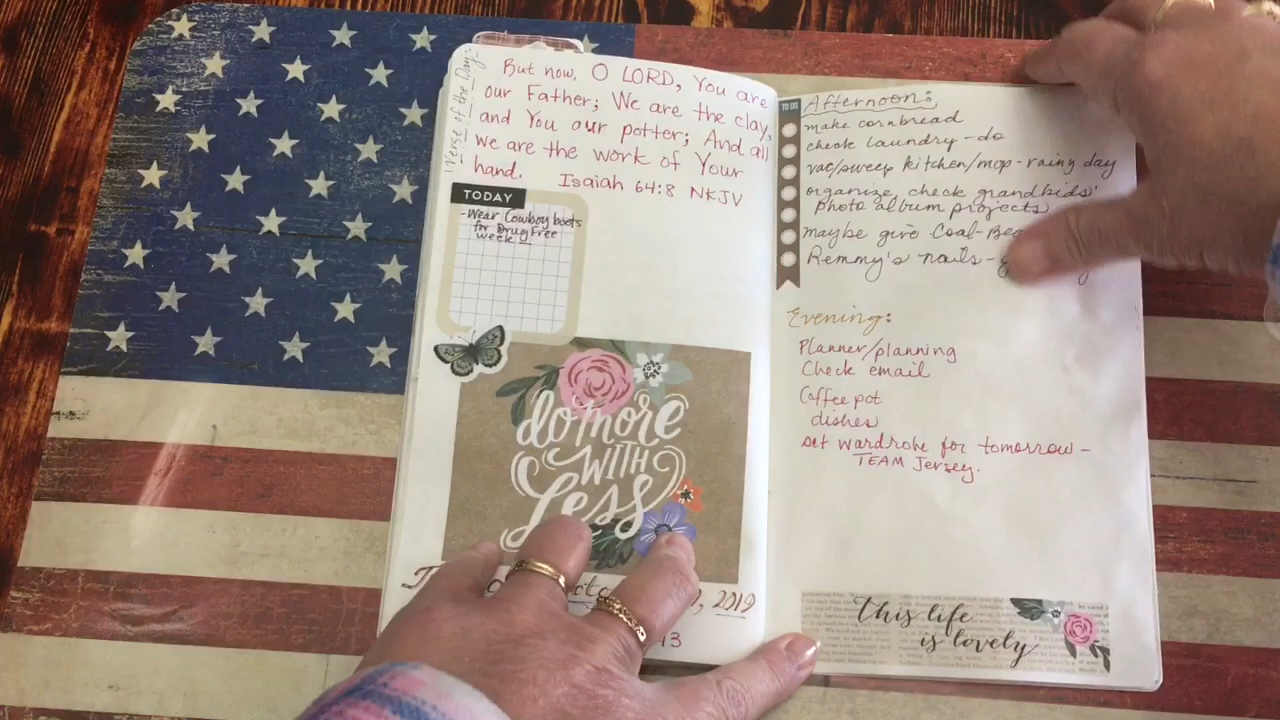 Verse of the Day:
But now, O LORD, You are
our Father; We are the clay,
and You our potter; And all
we are the work of Your
hand.
Isaiah 64:8 NKJV
TODAY
-Wear Cowboy boots
for Drug Free
week
do more
WITH
Less
, 2019
13
TO DO
Afternoon:
make cornbread
check laundry - do
vac/sweep kitchen/mop - rainy day
organize, check grandkids'
photo album projects
maybe give
Remmy's nails -
Evening:
Planner/planning
Check email
Coffee pot
dishes
set wardrobe for tomorrow -
TEAM Jersey.
This life
is lovely